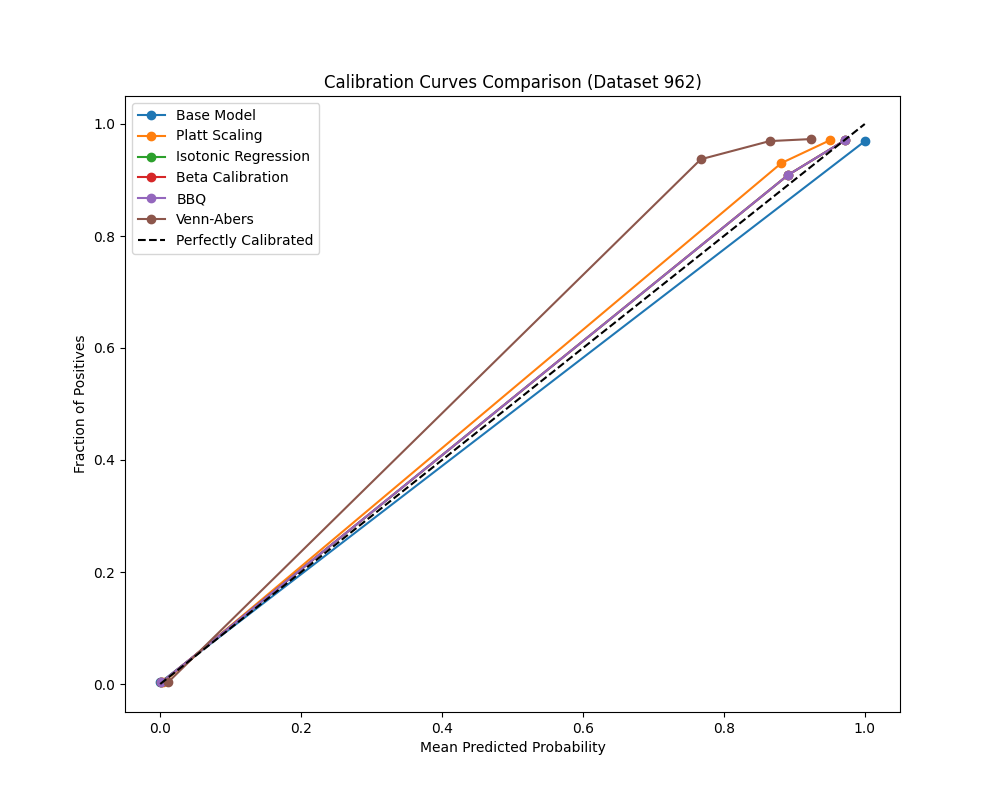 Calibration Curves Comparison (Dataset 962)
Base Model
Platt Scaling
Isotonic Regression
Beta Calibration
BBQ
Venn-Abers
Perfectly Calibrated
Fraction of Positives
1.0
0.8
0.6
0.4
0.2
0.0
0.0 0.2 0.4 0.6 0.8 1.0
Mean Predicted Probability